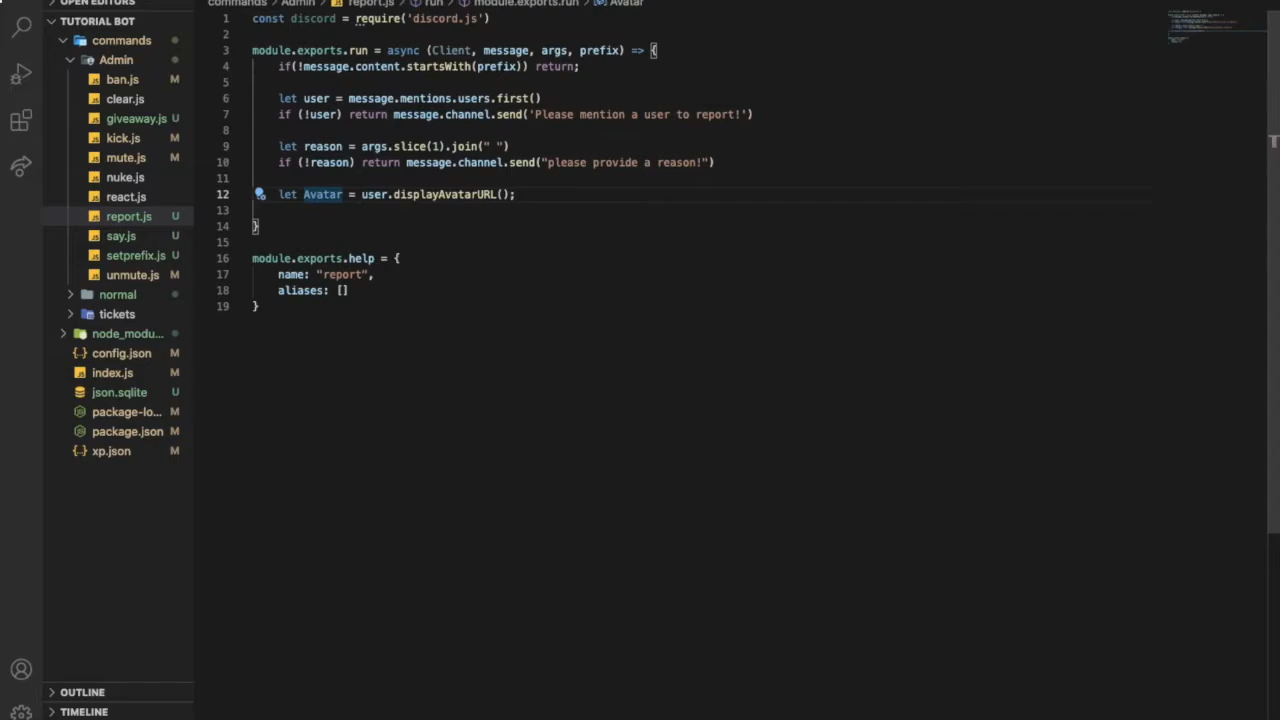 OPEN EDITORS
commands > Admin > report.js > run > module.exports.run > Avatar
TUTORIAL BOT
commands
Admin
ban.js M
clear.js
giveaway.js U
kick.js M
mute.js M
nuke.js
react.js
report.js U
say.js U
setprefix.js U
unmute.js M
normal
tickets
node_modu...
config.json M
index.js M
json.sqlite U
package-lo... M
package.json M
xp.json M
OUTLINE
TIMELINE
1 const discord = require('discord.js')
2
3 module.exports.run = async (Client, message, args, prefix) => {
4 if(!message.content.startsWith(prefix)) return;
5
6 let user = message.mentions.users.first()
7 if (!user) return message.channel.send('Please mention a user to report!')
8
9 let reason = args.slice(1).join(" ")
10 if (!reason) return message.channel.send("please provide a reason!")
11
12 let Avatar = user.displayAvatarURL();
13
14 }
15
16 module.exports.help = {
17 name: "report",
18 aliases: []
19 }